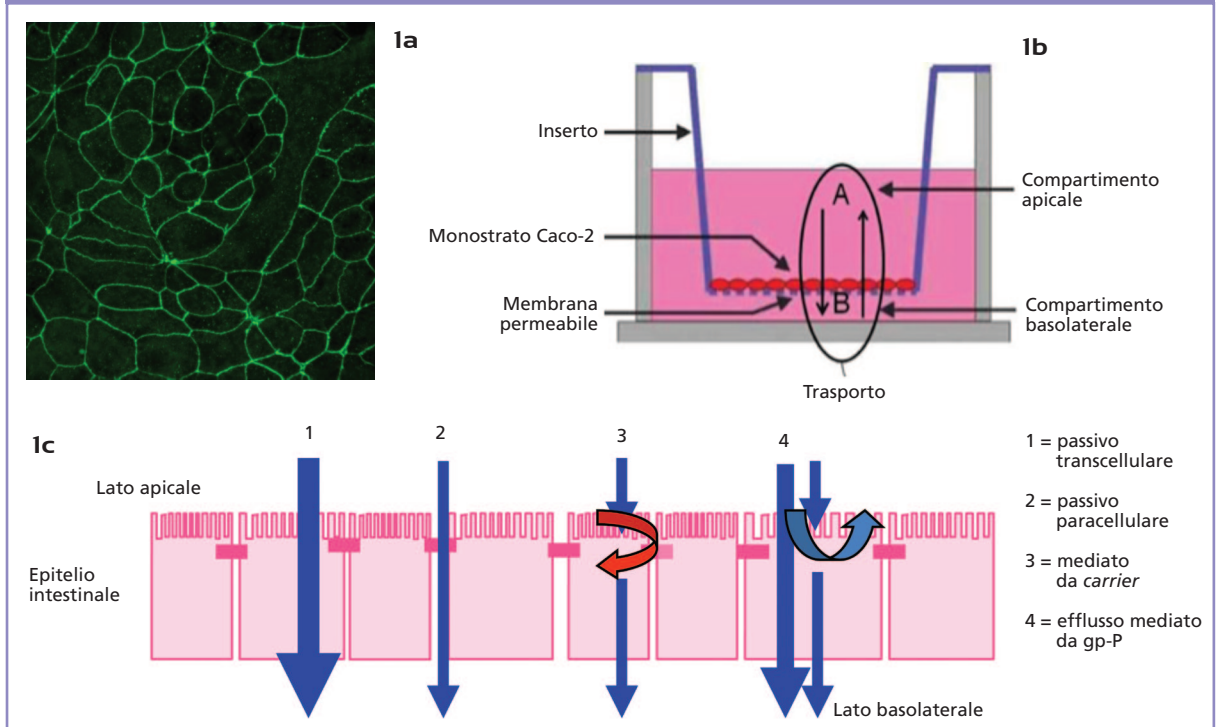 1a
1b
Inserto
Monostrato Caco-2
Membrana
permeabile
A
B
Compartimento
apicale
Compartimento
basolaterale
Trasporto
1c
1
2
3
4
Lato apicale
Epitelio
intestinale
Lato basolaterale
1 = passivo
transcellulare
2 = passivo
paracellulare
3 = mediato
da carrier
4 = efflusso mediato
da gp-P